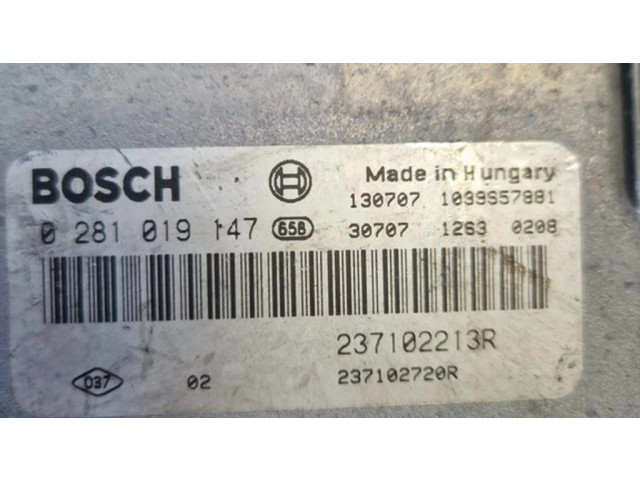 BOSCH Made in Hungary
130707 1039S57881
0 281 019 147 658 30707 1263 0208
237102213R
037 02 237102720R